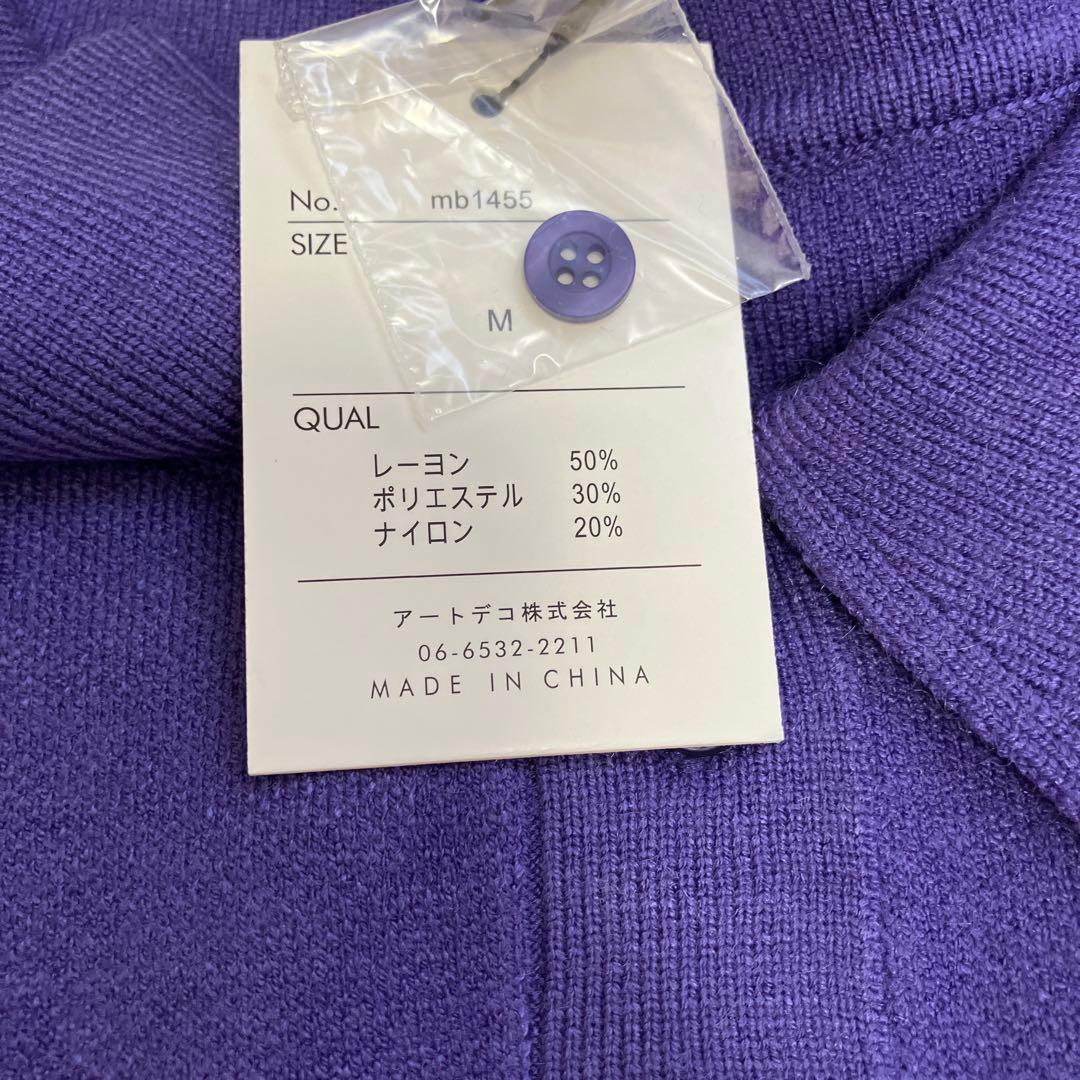 No. mb1455
SIZE
M
QUAL
レーヨン 50%
ポリエステル 30%
ナイロン 20%
アートデコ株式会社
06-6532-2211
MADE IN CHINA